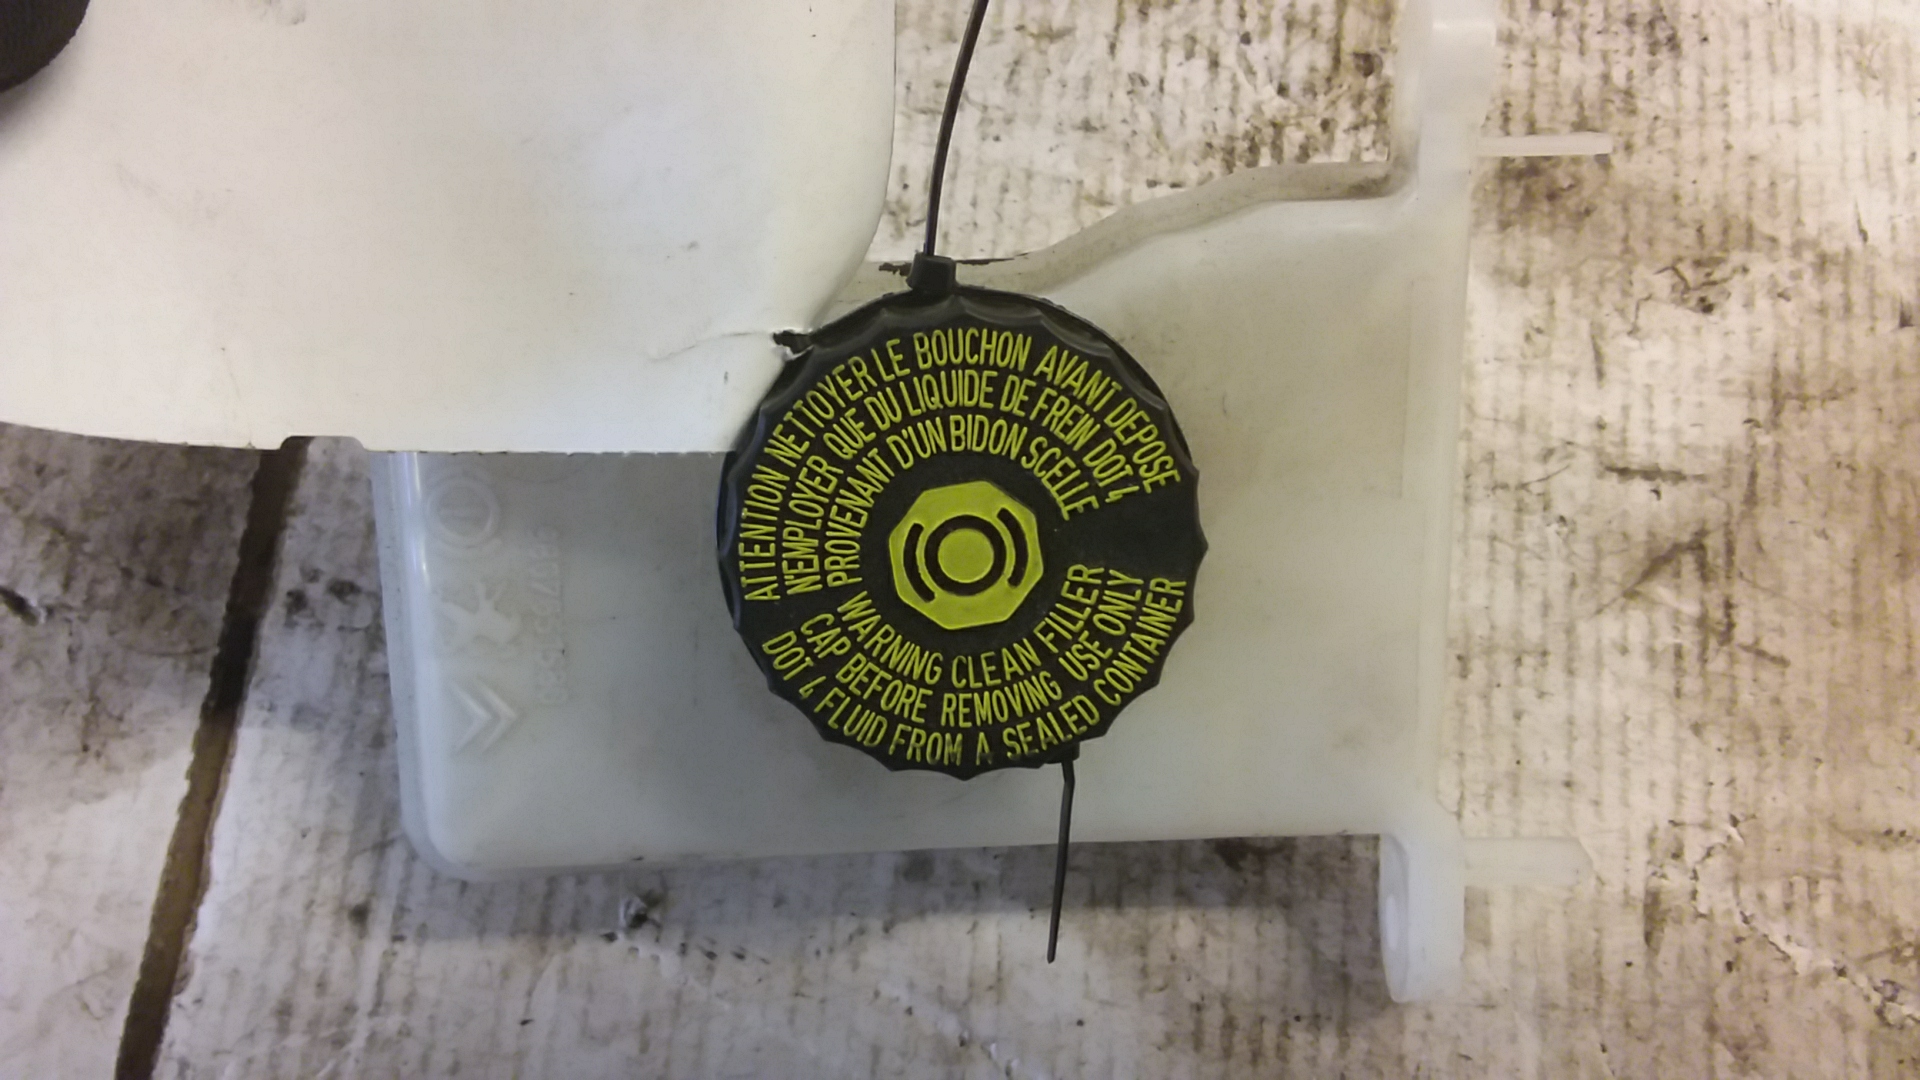 ATTENTION NETTOYER LE BOUCHON AVANT DEPOSE
N'EMPLOYER QUE DU LIQUIDE DE FREIN DOT 4
PROVENANT D'UN BIDON SCELLE
WARNING CLEAN FILLER
CAP BEFORE REMOVING USE ONLY
DOT 4 FLUID FROM A SEALED CONTAINER